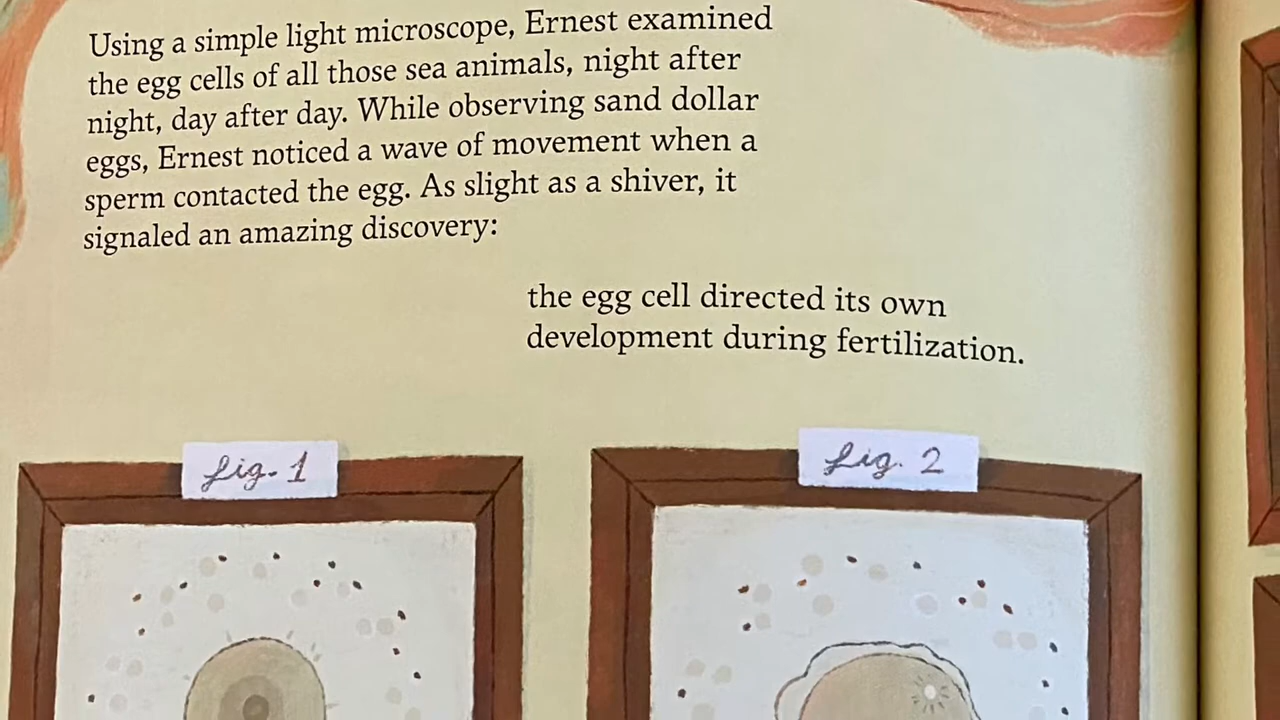 Using a simple light microscope, Ernest examined
the egg cells of all those sea animals, night after
night, day after day. While observing sand dollar
eggs, Ernest noticed a wave of movement when a
sperm contacted the egg. As slight as a shiver, it
signaled an amazing discovery:
the egg cell directed its own
development during fertilization.
fig. 1
fig. 2